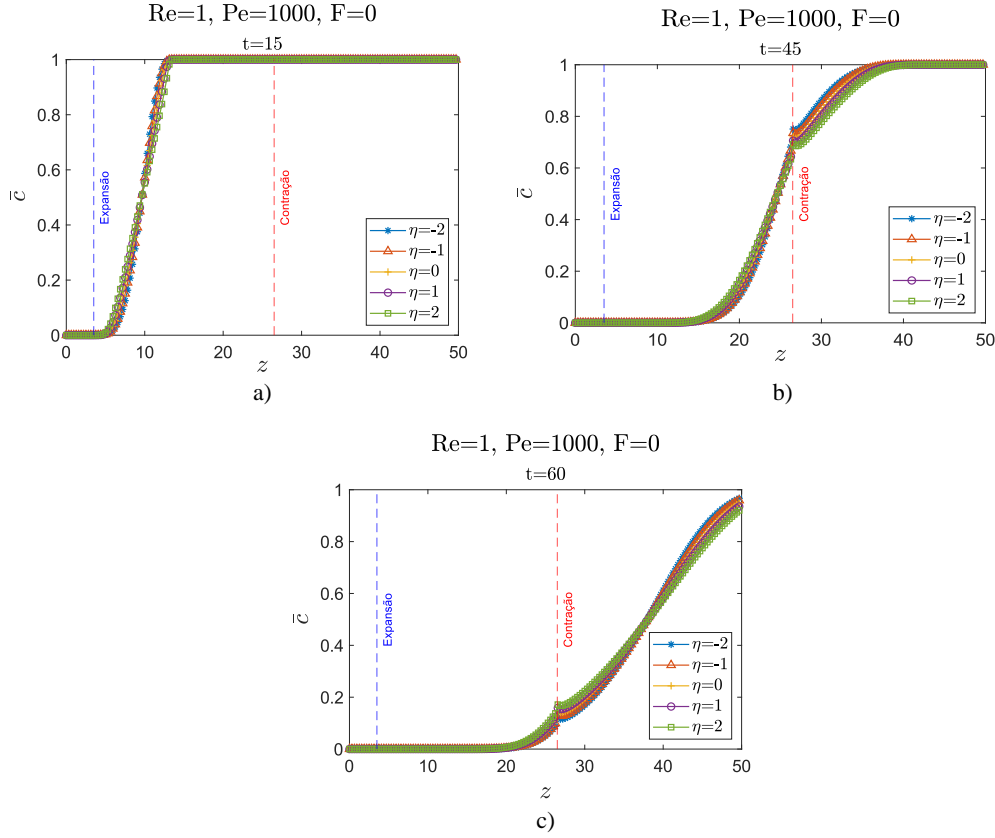 Re=1, Pe=1000, F=0
t=15
1
0.8
0.6
0.4
0.2
0
c̄
Expansão
Contração
η=-2
η=-1
η=0
η=1
η=2
0 10 20 30 40 50
z
a)
Re=1, Pe=1000, F=0
t=45
1
0.8
0.6
0.4
0.2
0
c̄
Expansão
Contração
η=-2
η=-1
η=0
η=1
η=2
0 10 20 30 40 50
z
b)
Re=1, Pe=1000, F=0
t=60
1
0.8
0.6
0.4
0.2
0
c̄
Expansão
Contração
η=-2
η=-1
η=0
η=1
η=2
0 10 20 30 40 50
z
c)